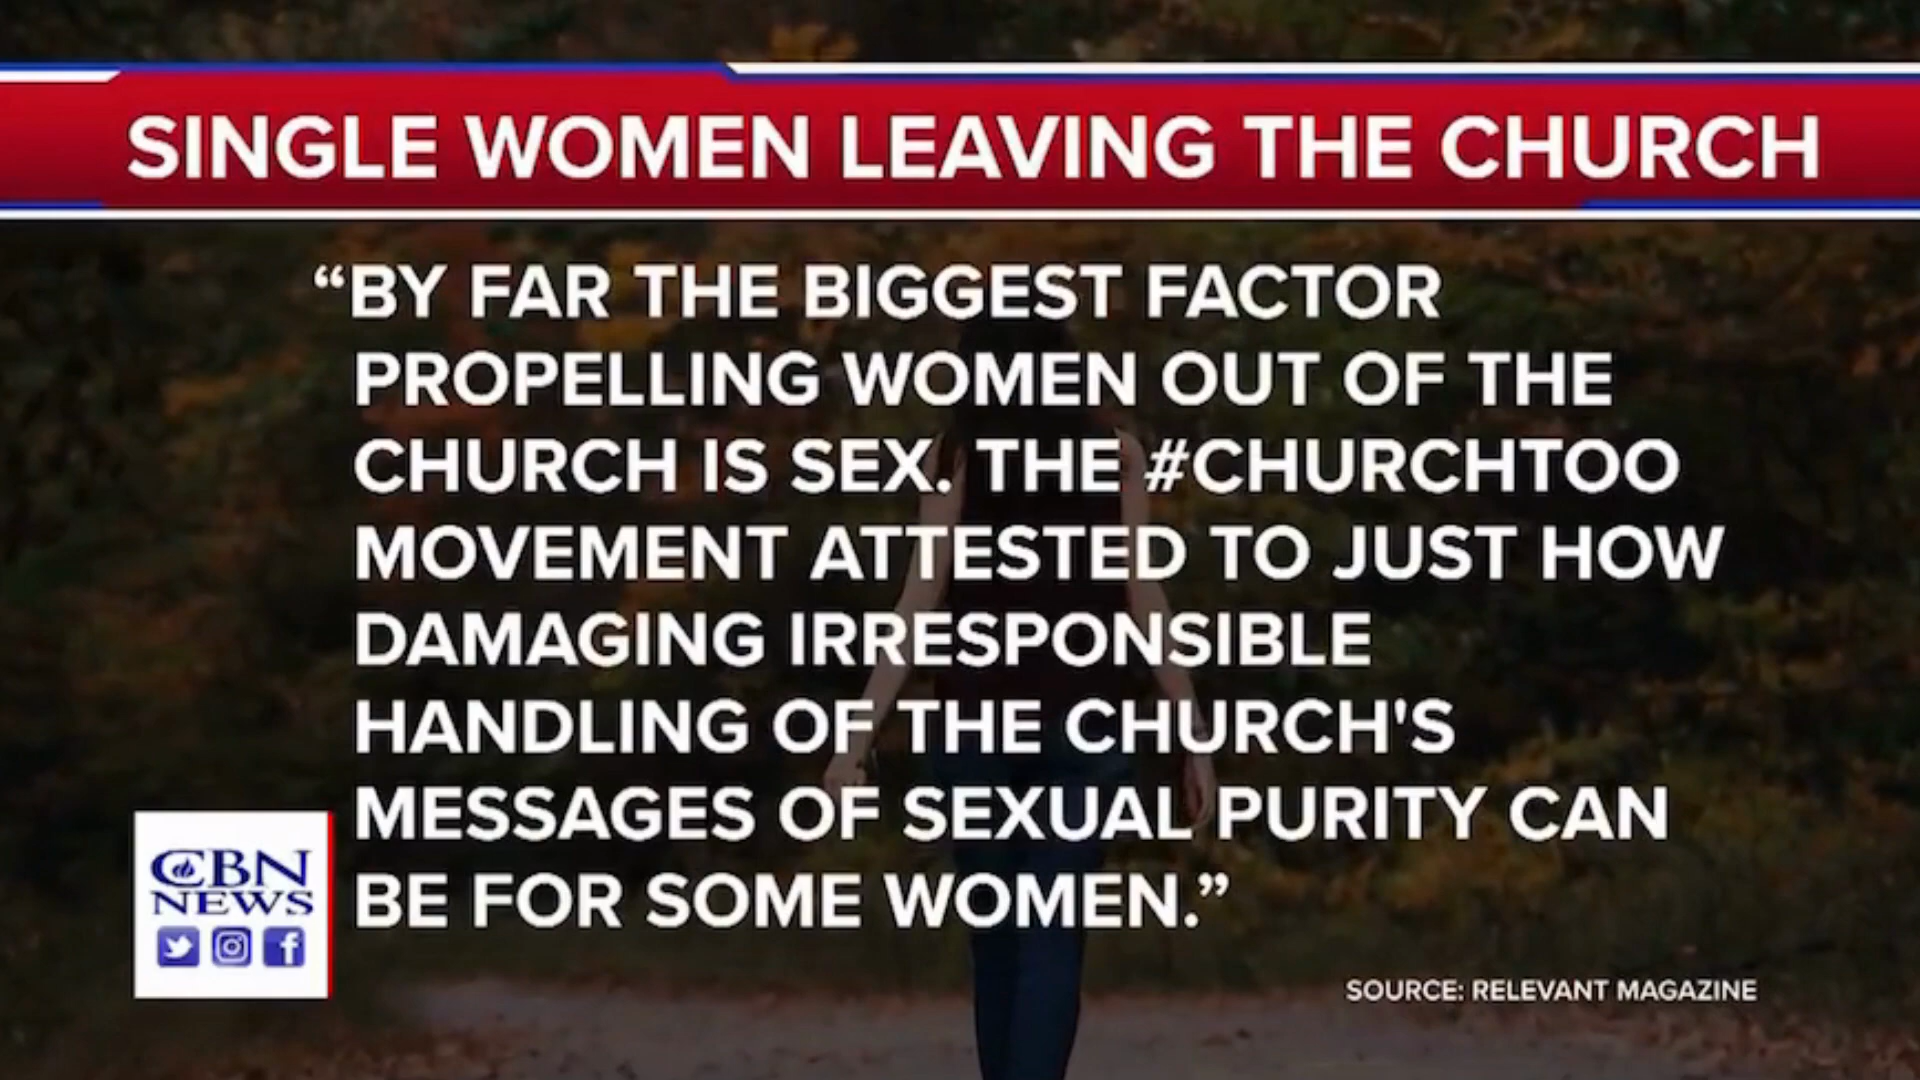 SINGLE WOMEN LEAVING THE CHURCH
“BY FAR THE BIGGEST FACTOR
PROPELLING WOMEN OUT OF THE
CHURCH IS SEX. THE #CHURCHTOO
MOVEMENT ATTESTED TO JUST HOW
DAMAGING IRRESPONSIBLE
HANDLING OF THE CHURCH'S
MESSAGES OF SEXUAL PURITY CAN
BE FOR SOME WOMEN.”
CBN
NEWS
SOURCE: RELEVANT MAGAZINE